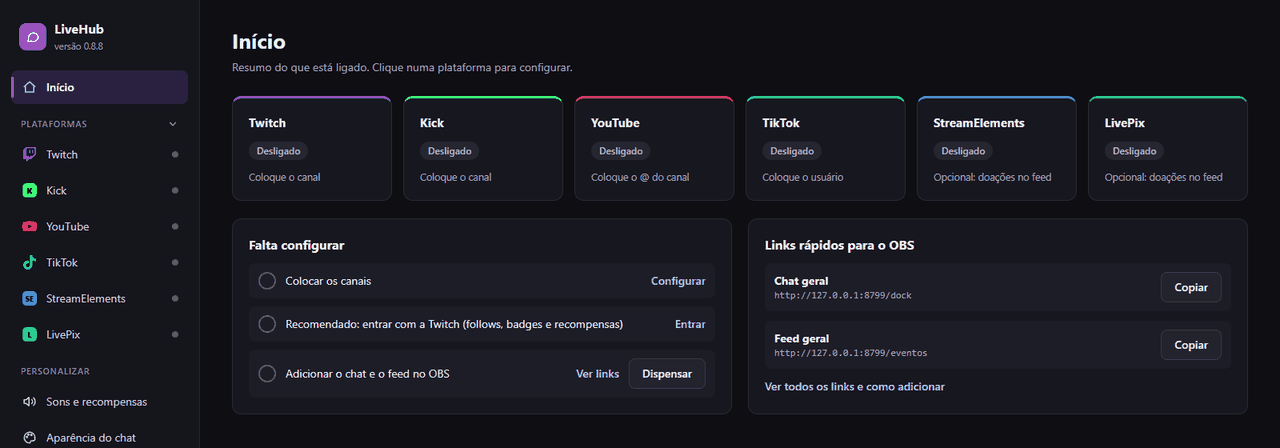 LiveHub
versão 0.8.8
Início
PLATAFORMAS
Twitch
K Kick
YouTube
TikTok
SE StreamElements
L LivePix
PERSONALIZAR
Sons e recompensas
Aparência do chat
Início
Resumo do que está ligado. Clique numa plataforma para configurar.
Twitch
Desligado
Coloque o canal
Kick
Desligado
Coloque o canal
YouTube
Desligado
Coloque o @ do canal
TikTok
Desligado
Coloque o usuário
StreamElements
Desligado
Opcional: doações no feed
LivePix
Desligado
Opcional: doações no feed
Falta configurar
Colocar os canais Configurar
Recomendado: entrar com a Twitch (follows, badges e recompensas) Entrar
Adicionar o chat e o feed no OBS Ver links Dispensar
Links rápidos para o OBS
Chat geral
http://127.0.0.1:8799/dock
Copiar
Feed geral
http://127.0.0.1:8799/eventos
Copiar
Ver todos os links e como adicionar